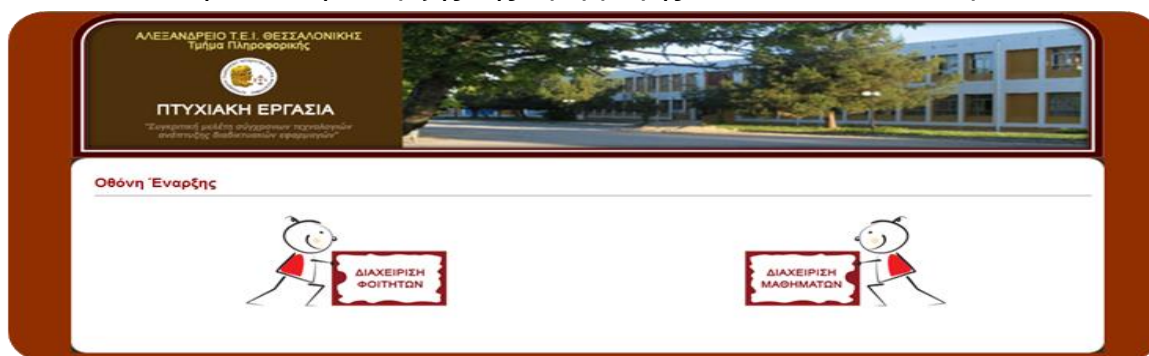 ΑΛΕΞΑΝΔΡΕΙΟ Τ.Ε.Ι. ΘΕΣΣΑΛΟΝΙΚΗΣ
Τμήμα Πληροφορικής
ΠΤΥΧΙΑΚΗ ΕΡΓΑΣΙΑ
"Συγκριτική μελέτη σύγχρονων τεχνολογιών
ανάπτυξης διαδικτυακών εφαρμογών"
Οθόνη Έναρξης
ΔΙΑΧΕΙΡΙΣΗ
ΦΟΙΤΗΤΩΝ
ΔΙΑΧΕΙΡΙΣΗ
ΜΑΘΗΜΑΤΩΝ